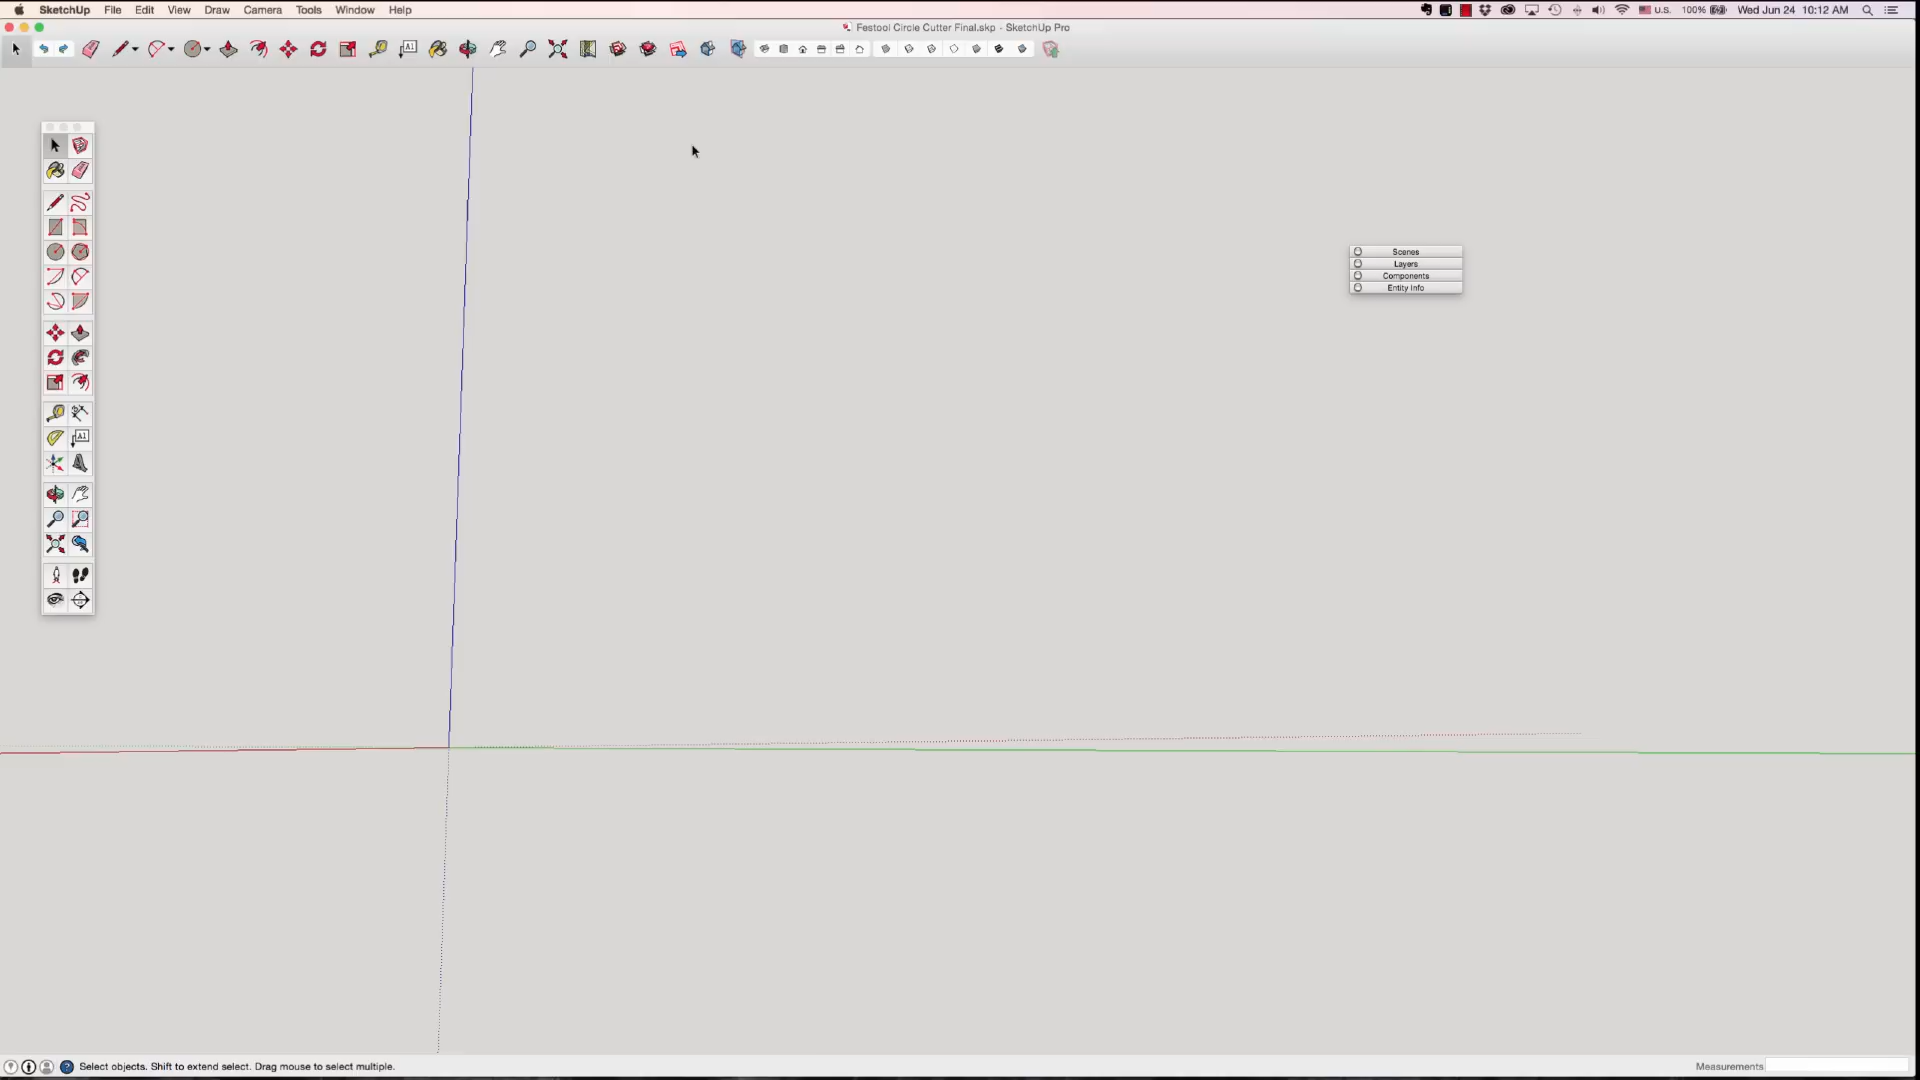 SketchUp File Edit View Draw Camera Tools Window Help
U.S. 100% Wed Jun 24 10:12 AM
Festool Circle Cutter Final.skp - SketchUp Pro
A1
A1
Scenes
Layers
Components
Entity Info
Select objects. Shift to extend select. Drag mouse to select multiple.
Measurements